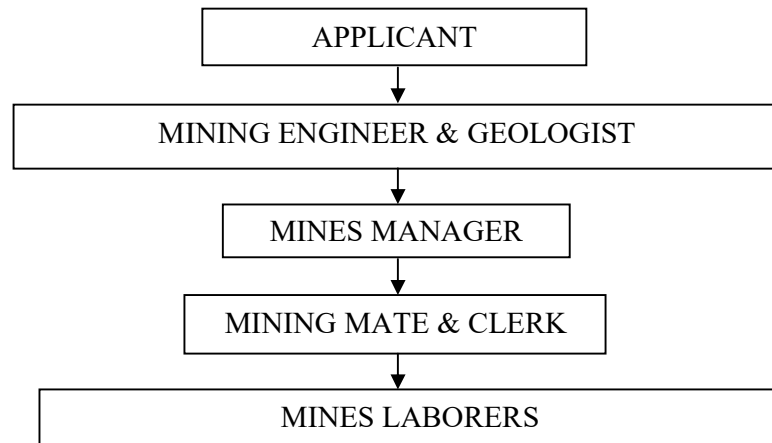 APPLICANT
MINING ENGINEER & GEOLOGIST
MINES MANAGER
MINING MATE & CLERK
MINES LABORERS